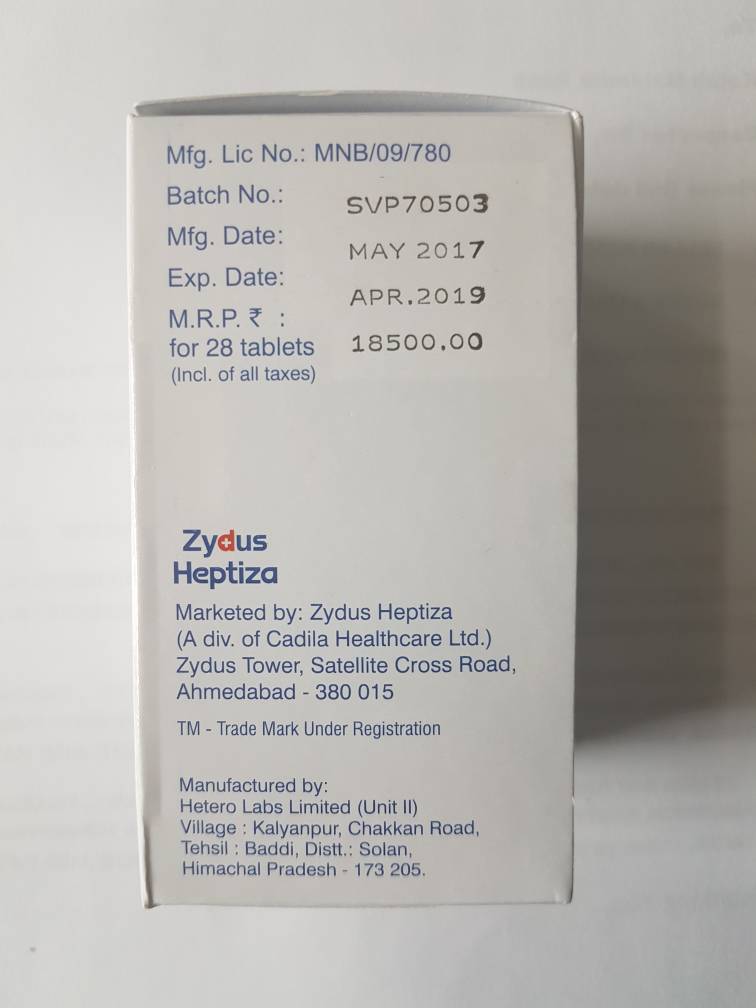 Mfg. Lic No.: MNB/09/780
Batch No.: SVP70503
Mfg. Date: MAY 2017
Exp. Date: APR.2019
M.R.P. ₹ :
for 28 tablets 18500.00
(Incl. of all taxes)
Zydus
Heptiza
Marketed by: Zydus Heptiza
(A div. of Cadila Healthcare Ltd.)
Zydus Tower, Satellite Cross Road,
Ahmedabad - 380 015
TM - Trade Mark Under Registration
Manufactured by:
Hetero Labs Limited (Unit II)
Village : Kalyanpur, Chakkan Road,
Tehsil : Baddi, Distt.: Solan,
Himachal Pradesh - 173 205.